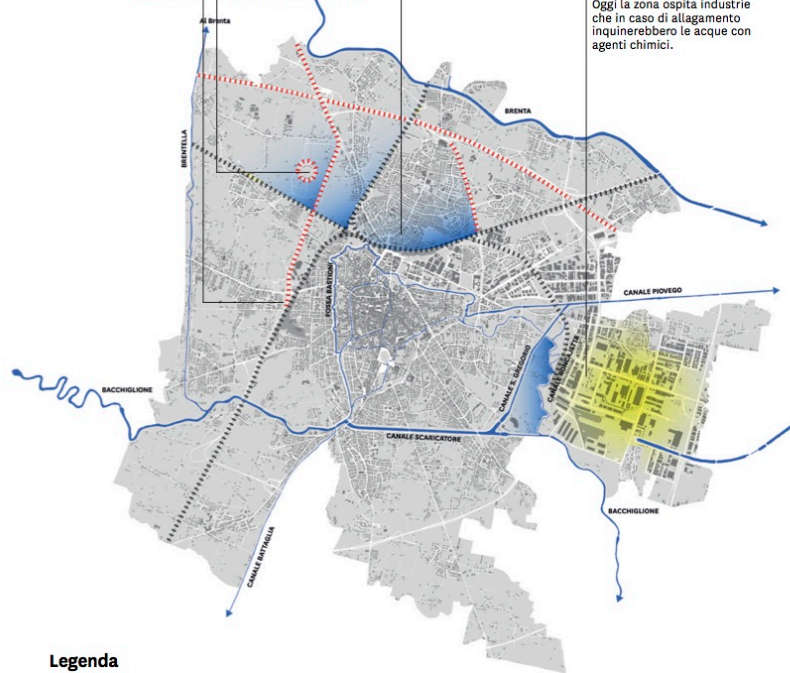 Oggi la zona ospita industrie
che in caso di allagamento
inquinerebbero le acque con
agenti chimici.
Al Brenta
BRENTA
BRENTELLA
FOSSA BASTIONI
CANALE PIOVEGO
CANALE S. GREGORIO
BACCHIGLIONE
CANALE SCARICATORE
BACCHIGLIONE
CANALE BATTAGLIA
Legenda